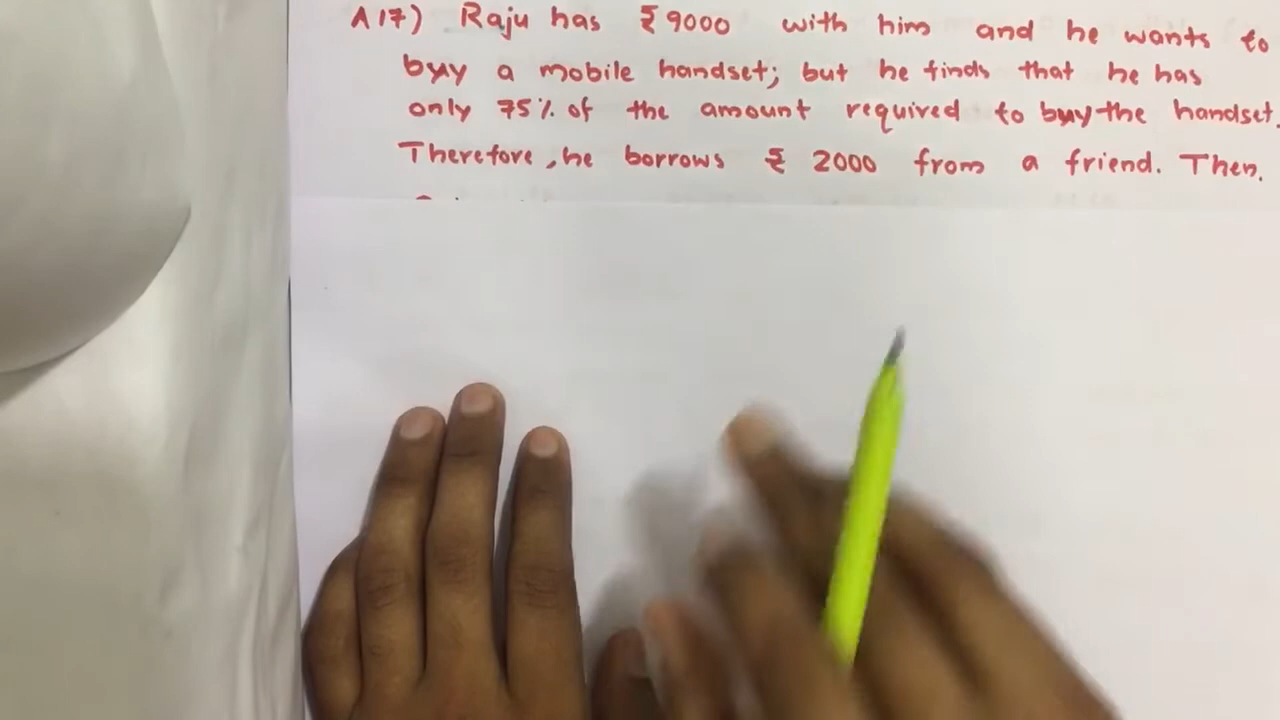 A17) Raju has ₹9000 with him and he wants to
buy a mobile handset; but he finds that he has
only 75% of the amount required to buy the handset.
Therefore, he borrows ₹ 2000 from a friend. Then.